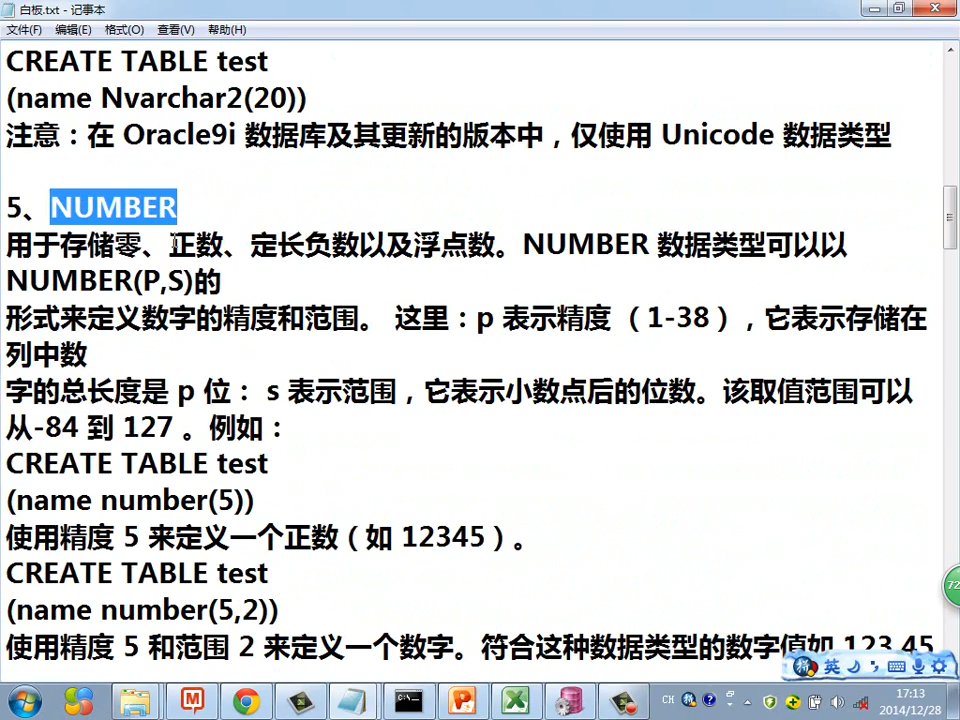 白板.txt - 记事本
文件(F) 编辑(E) 格式(O) 查看(V) 帮助(H)
CREATE TABLE test
(name Nvarchar2(20))
注意：在 Oracle9i 数据库及其更新的版本中，仅使用 Unicode 数据类型
5、NUMBER
用于存储零、正数、定长负数以及浮点数。NUMBER 数据类型可以以
NUMBER(P,S)的
形式来定义数字的精度和范围。 这里：p 表示精度 （1-38），它表示存储在
列中数
字的总长度是 p 位： s 表示范围，它表示小数点后的位数。该取值范围可以
从-84 到 127 。例如：
CREATE TABLE test
(name number(5))
使用精度 5 来定义一个正数（如 12345）。
CREATE TABLE test
(name number(5,2))
使用精度 5 和范围 2 来定义一个数字。符合这种数据类型的数字值如 123.45
72
英
CH
17:13
2014/12/28